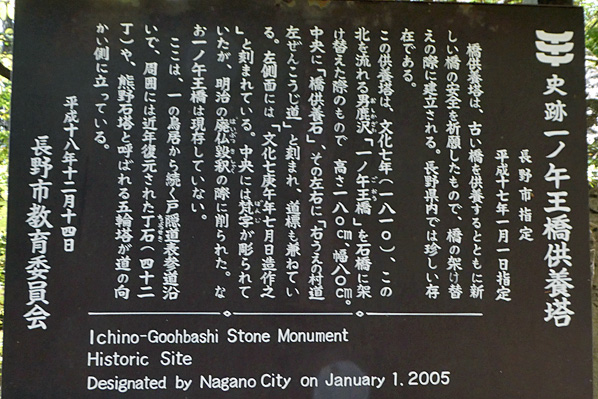 史跡 一ノ午王橋供養塔
長野市指定
平成十七年一月一日指定
橋供養塔は、古い橋を供養するとともに新
しい橋の安全を祈願したもので、橋の架け替
えの際に建立される。長野県内では珍しい存
在である。
この供養塔は、文化七年(一八一〇)、この
北を流れる男鹿沢「一ノ午王橋」を石橋に架
け替えた際のもので 高さ一八〇cm 幅八〇cm。
中央に「橋供養石」、その左右に「右うえの村道
左ぜんこうじ道」と刻まれ、道標も兼ねてい
る。左側面には「文化七庚午年七月日造作之
」と刻まれている。中央には梵字が彫られて
いたが、明治の廃仏毀釈の際に削られた。な
お一ノ午王橋は現存していない。
ここは、一の鳥居から続く戸隠道表参道沿
いで、周囲には近年復元された丁石(四十二
丁)や、熊野石塔と呼ばれる五輪塔が道の向
かい側に立っている。
平成十八年十二月十四日
長野市教育委員会
Ichino-Goohbashi Stone Monument
Historic Site
Designated by Nagano City on January 1, 2005